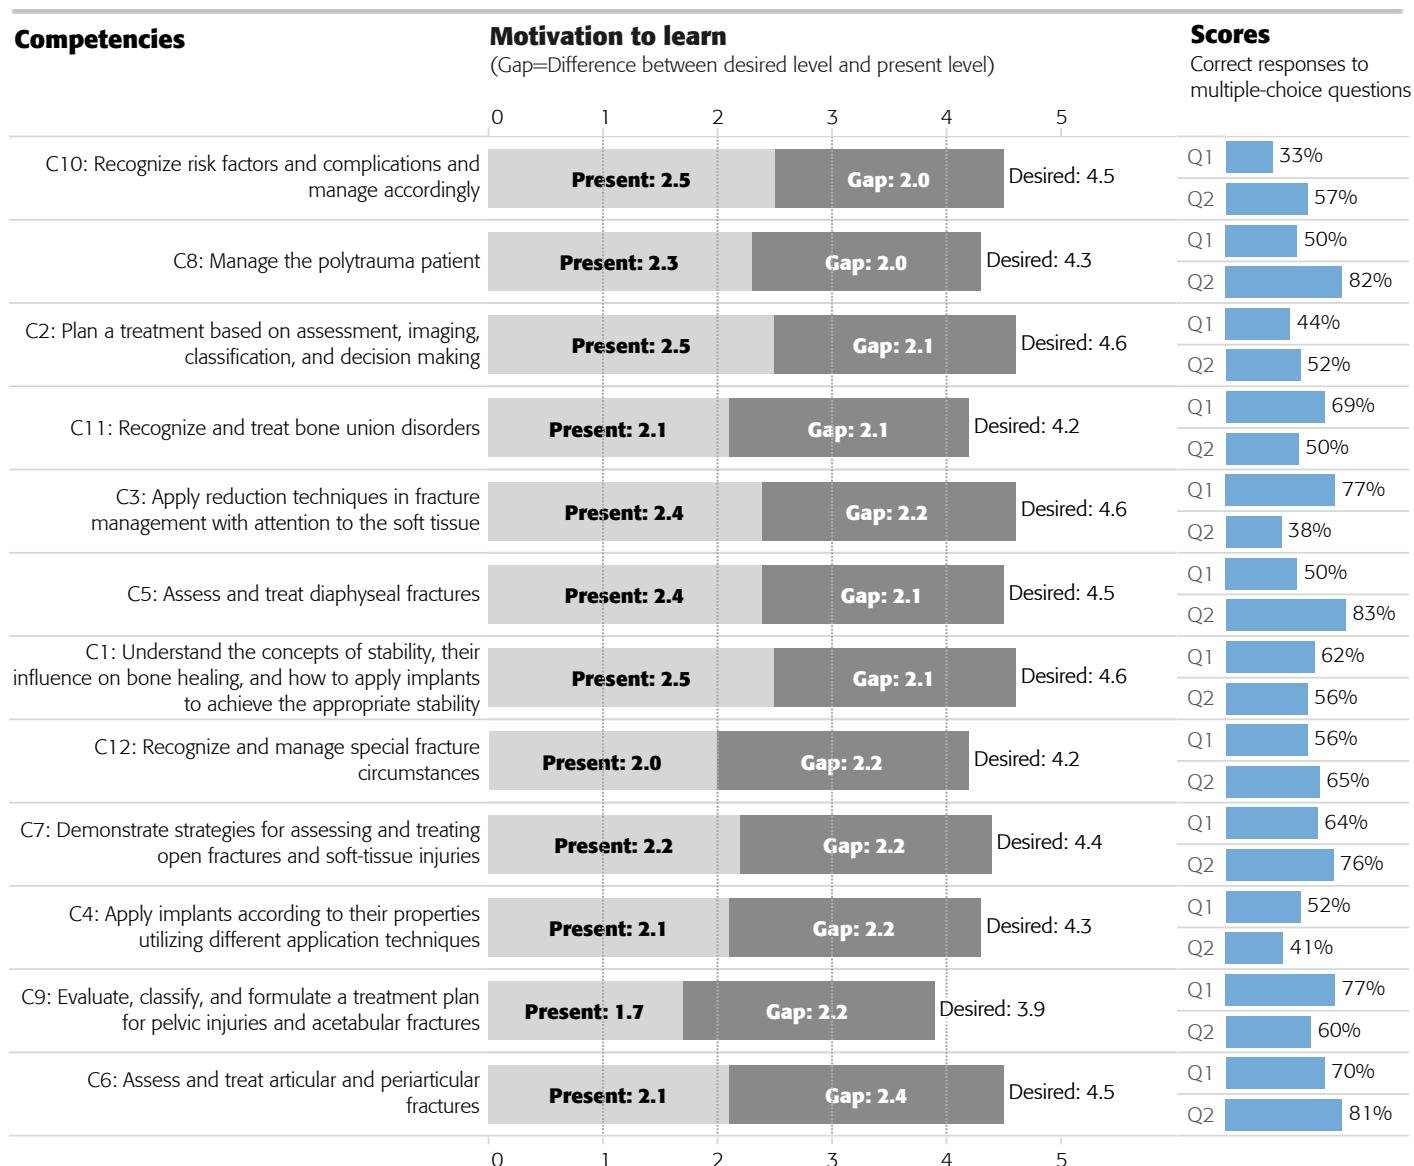 Competencies
Motivation to learn
(Gap=Difference between desired level and present level)
Scores
Correct responses to
multiple-choice questions
0 1 2 3 4 5
C10: Recognize risk factors and complications and
manage accordingly
Present: 2.5
Gap: 2.0
Desired: 4.5
Q1 33%
Q2 57%
C8: Manage the polytrauma patient
Present: 2.3
Gap: 2.0
Desired: 4.3
Q1 50%
Q2 82%
C2: Plan a treatment based on assessment, imaging,
classification, and decision making
Present: 2.5
Gap: 2.1
Desired: 4.6
Q1 44%
Q2 52%
C11: Recognize and treat bone union disorders
Present: 2.1
Gap: 2.1
Desired: 4.2
Q1 69%
Q2 50%
C3: Apply reduction techniques in fracture
management with attention to the soft tissue
Present: 2.4
Gap: 2.2
Desired: 4.6
Q1 77%
Q2 38%
C5: Assess and treat diaphyseal fractures
Present: 2.4
Gap: 2.1
Desired: 4.5
Q1 50%
Q2 83%
C1: Understand the concepts of stability, their
influence on bone healing, and how to apply implants
to achieve the appropriate stability
Present: 2.5
Gap: 2.1
Desired: 4.6
Q1 62%
Q2 56%
C12: Recognize and manage special fracture
circumstances
Present: 2.0
Gap: 2.2
Desired: 4.2
Q1 56%
Q2 65%
C7: Demonstrate strategies for assessing and treating
open fractures and soft-tissue injuries
Present: 2.2
Gap: 2.2
Desired: 4.4
Q1 64%
Q2 76%
C4: Apply implants according to their properties
utilizing different application techniques
Present: 2.1
Gap: 2.2
Desired: 4.3
Q1 52%
Q2 41%
C9: Evaluate, classify, and formulate a treatment plan
for pelvic injuries and acetabular fractures
Present: 1.7
Gap: 2.2
Desired: 3.9
Q1 77%
Q2 60%
C6: Assess and treat articular and periarticular
fractures
Present: 2.1
Gap: 2.4
Desired: 4.5
Q1 70%
Q2 81%
0 1 2 3 4 5